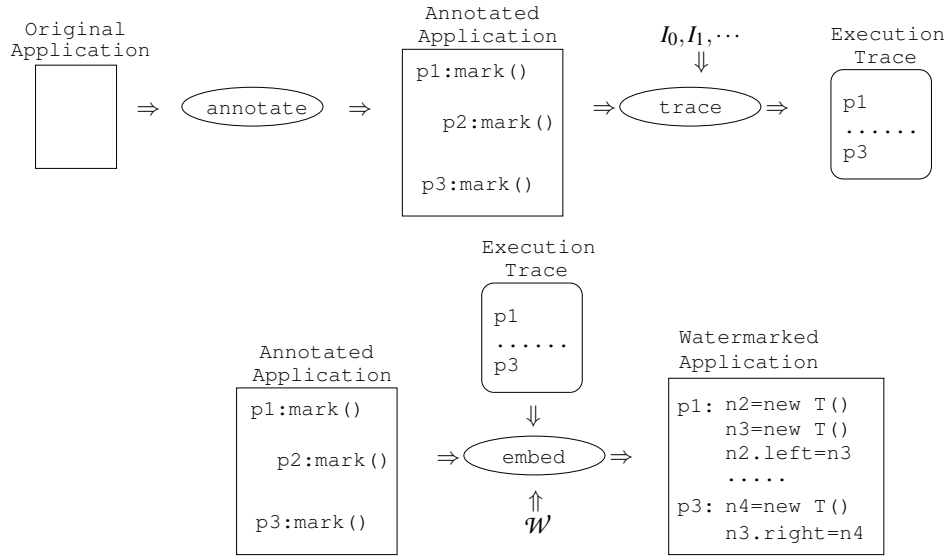 Original
Application
⇒ annotate ⇒
Annotated
Application
p1:mark()
p2:mark()
p3:mark()
I0,I1,···
⇓
⇒ trace ⇒
Execution
Trace
p1
......
p3
Execution
Trace
p1
......
p3
⇓
Annotated
Application
p1:mark()
p2:mark()
p3:mark()
⇒ embed ⇒
⇑
𝒲
Watermarked
Application
p1: n2=new T()
n3=new T()
n2.left=n3
.....
p3: n4=new T()
n3.right=n4